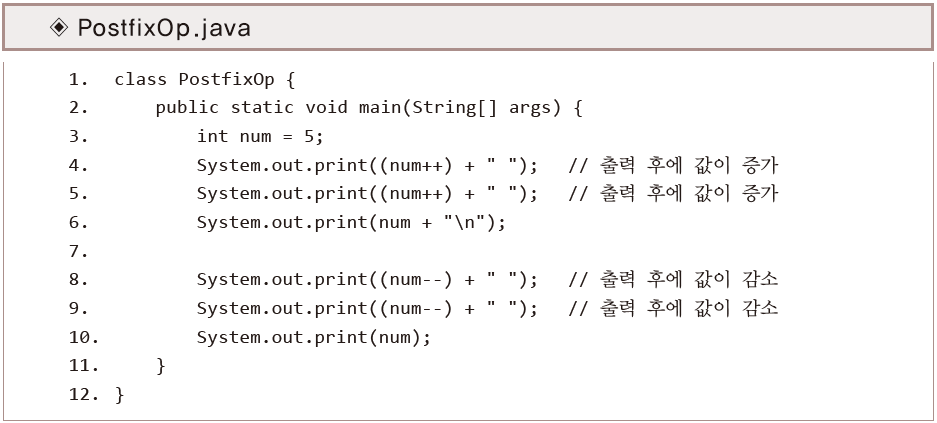 ◈ PostfixOp.java
1. class PostfixOp {
2.     public static void main(String[] args) {
3.         int num = 5;
4.         System.out.print((num++) + " ");   // 출력 후에 값이 증가
5.         System.out.print((num++) + " ");   // 출력 후에 값이 증가
6.         System.out.print(num + "\n");
7.
8.         System.out.print((num--) + " ");   // 출력 후에 값이 감소
9.         System.out.print((num--) + " ");   // 출력 후에 값이 감소
10.         System.out.print(num);
11.     }
12. }